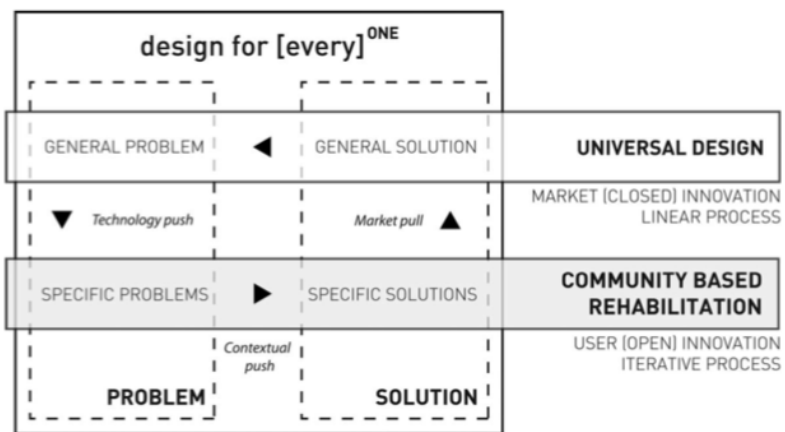 design for [every]ONE
GENERAL PROBLEM ◀ GENERAL SOLUTION UNIVERSAL DESIGN
MARKET (CLOSED) INNOVATION
LINEAR PROCESS
▼ Technology push Market pull ▲
SPECIFIC PROBLEMS ▶ SPECIFIC SOLUTIONS COMMUNITY BASED
REHABILITATION
USER (OPEN) INNOVATION
ITERATIVE PROCESS
Contextual
push
PROBLEM SOLUTION